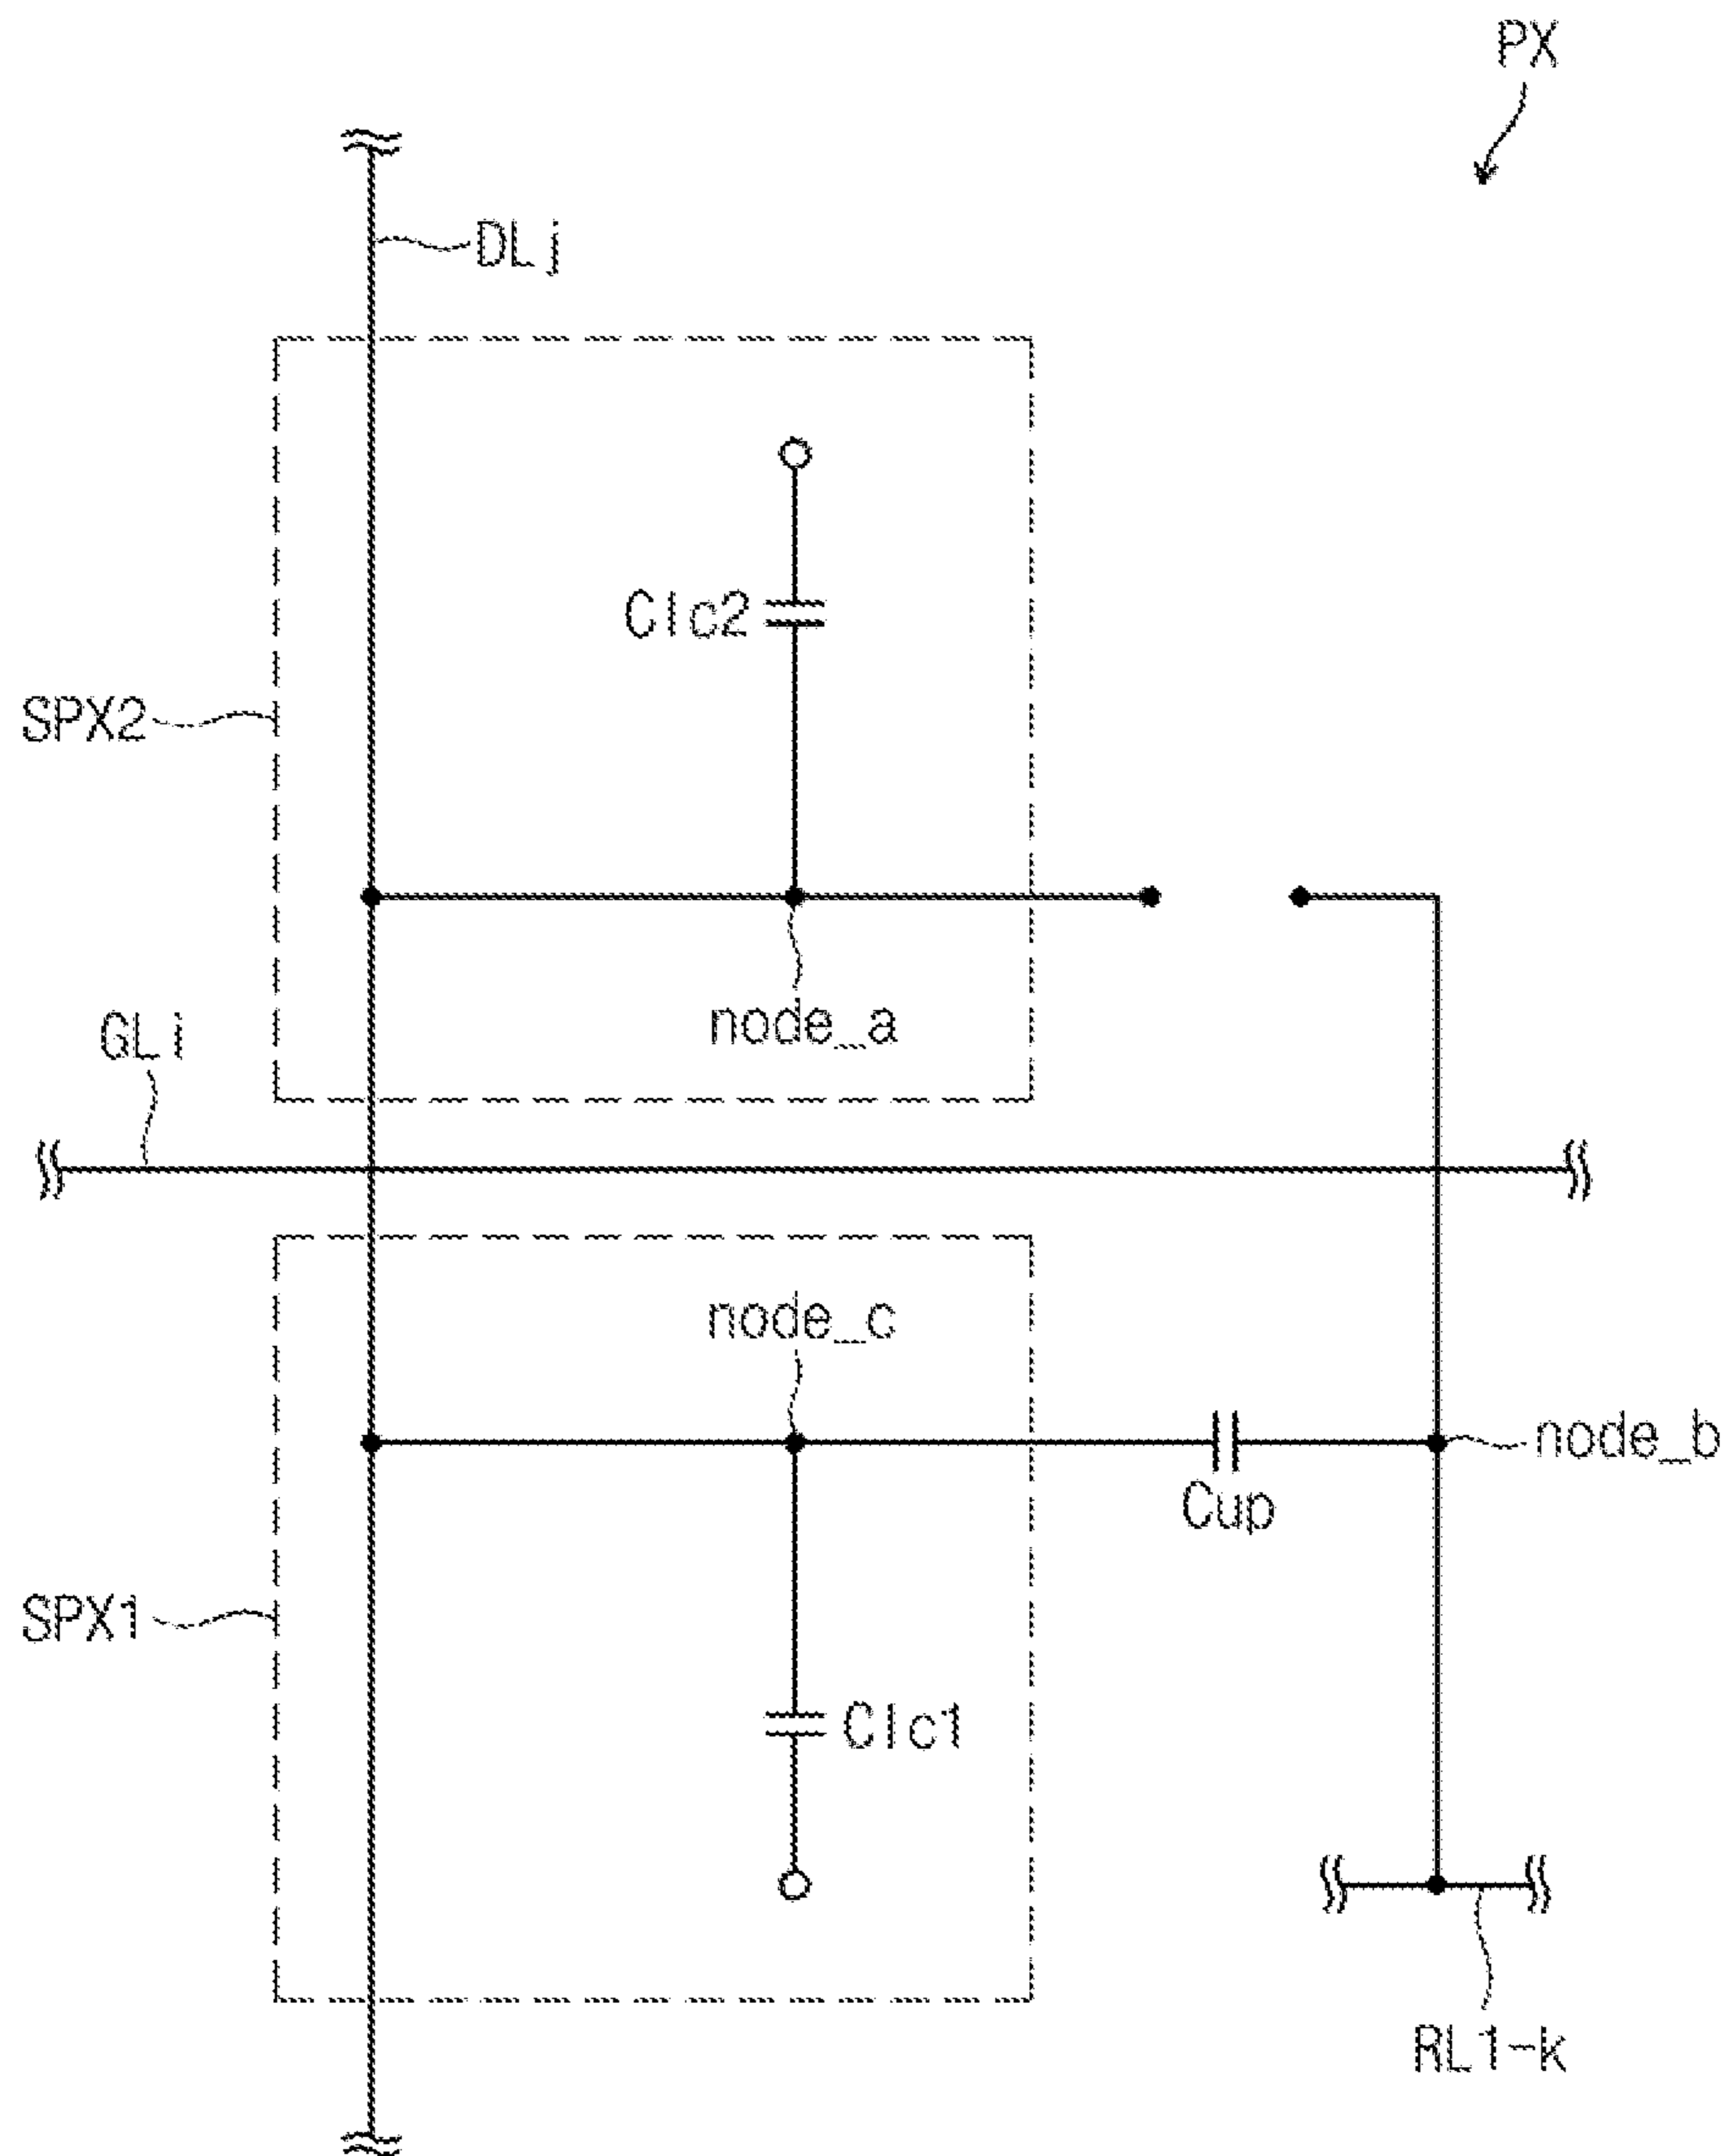 PX
DLj
Clc2
SPX2
node_a
GLi
node_c
node_b
Cup
SPX1
Clc1
RL1-k